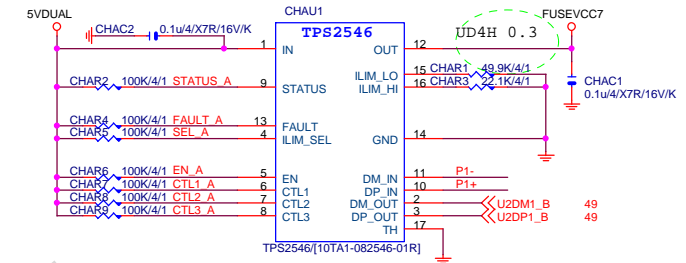 5VDUAL
CHAC2
0.1u/4/X7R/16V/K
CHAU1
TPS2546
UD4H 0.3
FUSEVCC7
1
IN
OUT
12
CHAR2
100K/4/1
STATUS_A
9
STATUS
ILIM_LO
15
CHAR1
49.9K/4/1
ILIM_HI
16
CHAR3
22.1K/4/1
CHAC1
0.1u/4/X7R/16V/K
CHAR4
100K/4/1
FAULT_A
13
FAULT
CHAR5
100K/4/1
SEL_A
4
ILIM_SEL
GND
14
CHAR6
100K/4/1
EN_A
5
EN
DM_IN
11
P1-
CHAR7
100K/4/1
CTL1_A
6
CTL1
DP_IN
10
P1+
CHAR8
100K/4/1
CTL2_A
7
CTL2
DM_OUT
2
U2DM1_B
49
CHAR9
100K/4/1
CTL3_A
8
CTL3
DP_OUT
3
U2DP1_B
49
TH
17
TPS2546/[10TA1-082546-01R]